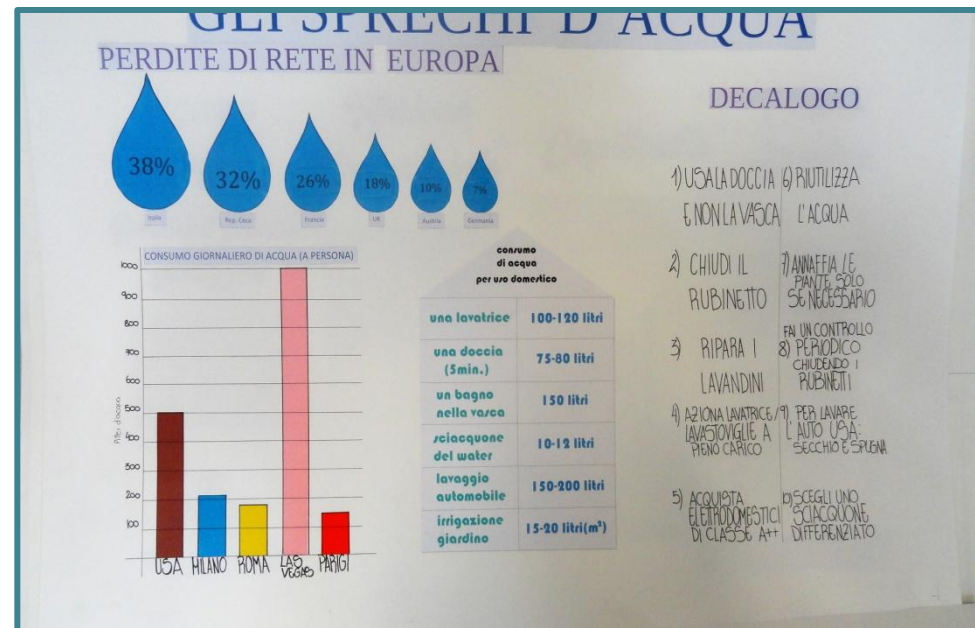 GLI SPRECHI D'ACQUA
PERDITE DI RETE IN EUROPA
38%
32%
26%
18%
10%
7%
Italia
Rep. Ceca
Francia
UK
Austria
Germania
CONSUMO GIORNALIERO DI ACQUA (A PERSONA)
1000
900
800
700
600
500
400
300
200
100
litri d'acqua
USA
MILANO
ROMA
LAS
VEGAS
PARIGI
consumo
di acqua
per uso domestico
una lavatrice 100-120 litri
una doccia
(5min.)
75-80 litri
un bagno
nella vasca
150 litri
sciacquone
del water
10-12 litri
lavaggio
automobile
150-200 litri
irrigazione
giardino
15-20 litri(m²)
DECALOGO
1) USA LA DOCCIA
E NON LA VASCA
2) CHIUDI IL
RUBINETTO
3) RIPARA I
LAVANDINI
4) AZIONA LAVATRICE/
LAVASTOVIGLIE A
PIENO CARICO
5) ACQUISTA
ELETTRODOMESTICI
DI CLASSE A++
6) RIUTILIZZA
L'ACQUA
7) ANNAFFIA LE
PIANTE SOLO
SE NECESSARIO
FAI UN CONTROLLO
8) PERIODICO
CHIUDENDO I
RUBINETTI
9) PER LAVARE
L'AUTO USA:
SECCHIO E SPUGNA
10) SCEGLI UNO
SCIACQUONE
DIFFERENZIATO